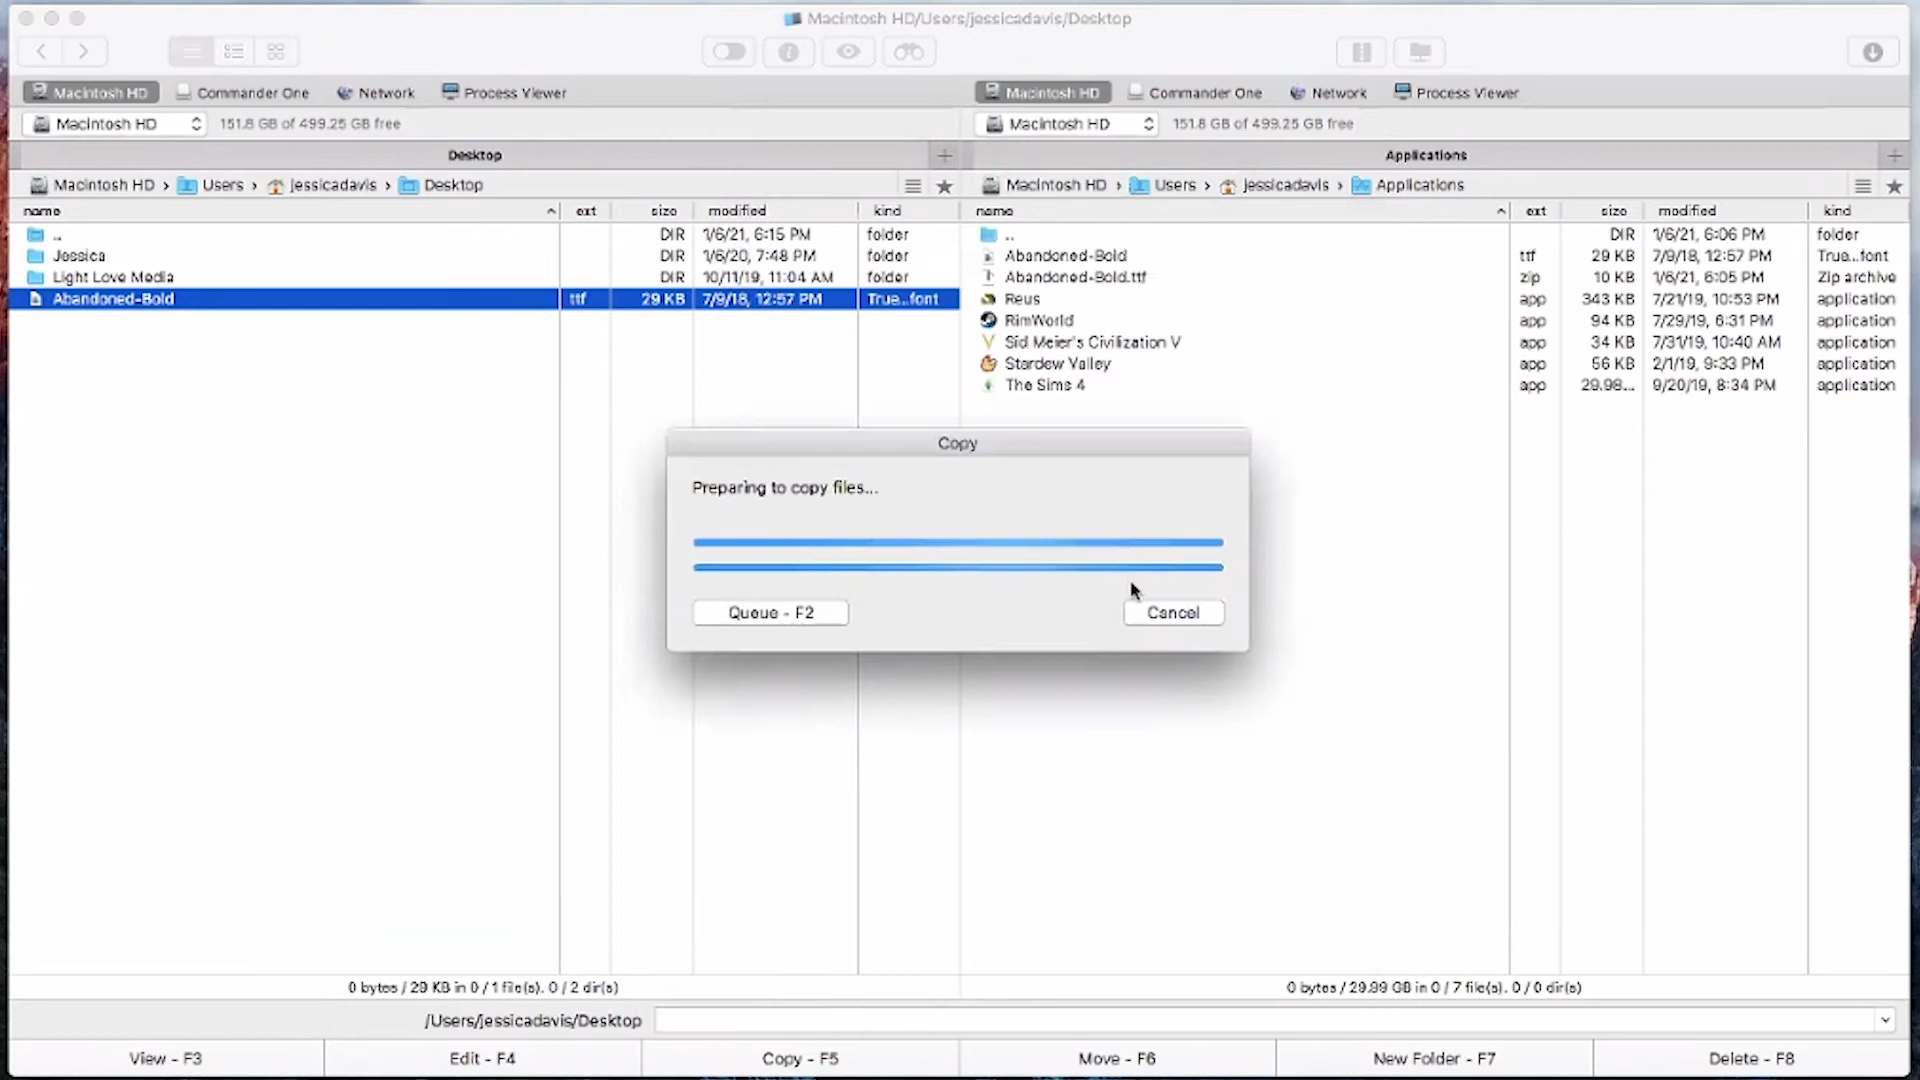 Macintosh HD/Users/jessicadavis/Desktop
Macintosh HD Commander One Network Process Viewer
Macintosh HD Commander One Network Process Viewer
Macintosh HD 151.8 GB of 499.25 GB free
Macintosh HD 151.8 GB of 499.25 GB free
Desktop
Applications
Macintosh HD › Users › jessicadavis › Desktop
Macintosh HD › Users › jessicadavis › Applications
name ext size modified kind
.. DIR 1/6/21, 6:15 PM folder
Jessica DIR 1/6/20, 7:48 PM folder
Light Love Media DIR 10/11/19, 11:04 AM folder
Abandoned-Bold ttf 29 KB 7/9/18, 12:57 PM True...font
name ext size modified kind
.. DIR 1/6/21, 6:06 PM folder
Abandoned-Bold ttf 29 KB 7/9/18, 12:57 PM True...font
Abandoned-Bold.ttf zip 10 KB 1/6/21, 6:05 PM Zip archive
Reus app 343 KB 7/21/19, 10:53 PM application
RimWorld app 94 KB 7/29/19, 6:31 PM application
Sid Meier's Civilization V app 34 KB 7/31/19, 10:40 AM application
Stardew Valley app 56 KB 2/1/19, 9:33 PM application
The Sims 4 app 29.98... 9/20/19, 8:34 PM application
Copy
Preparing to copy files...
Queue - F2 Cancel
0 bytes / 29 KB in 0 / 1 file(s). 0 / 2 dir(s)
0 bytes / 29.99 GB in 0 / 7 file(s). 0 / 0 dir(s)
/Users/jessicadavis/Desktop
View - F3 Edit - F4 Copy - F5 Move - F6 New Folder - F7 Delete - F8